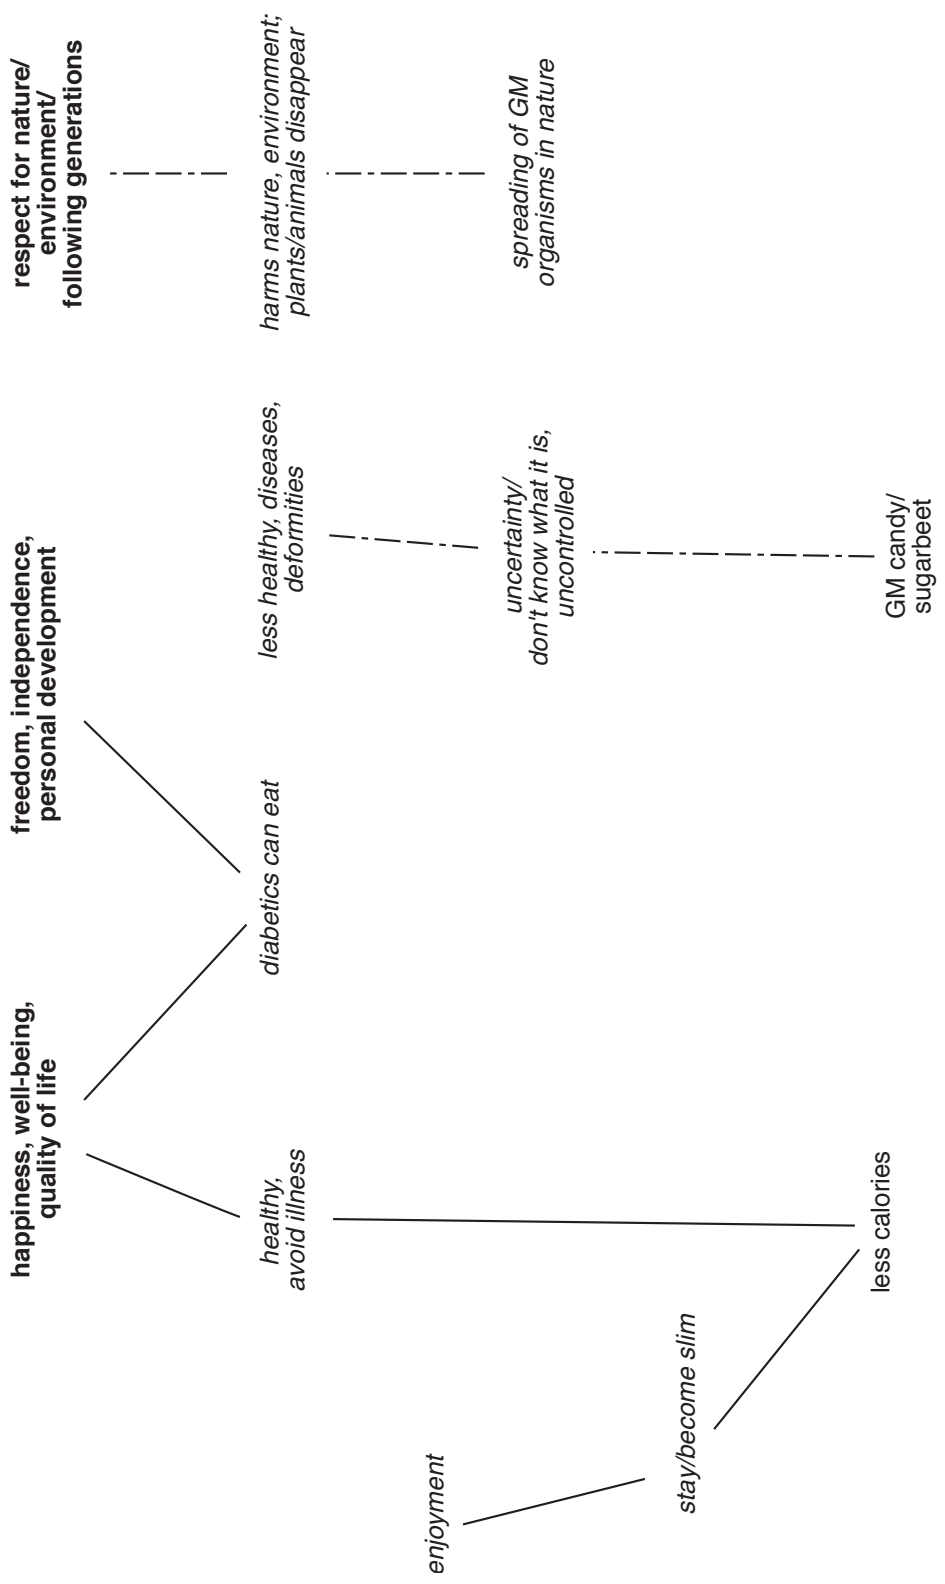 happiness, well-being,
quality of life
freedom, independence,
personal development
respect for nature/
environment/
following generations
healthy,
avoid illness
diabetics can eat
less healthy, diseases,
deformities
harms nature, environment;
plants/animals disappear
enjoyment
uncertainty/
don't know what it is,
uncontrolled
spreading of GM
organisms in nature
stay/become slim
less calories
GM candy/
sugarbeet